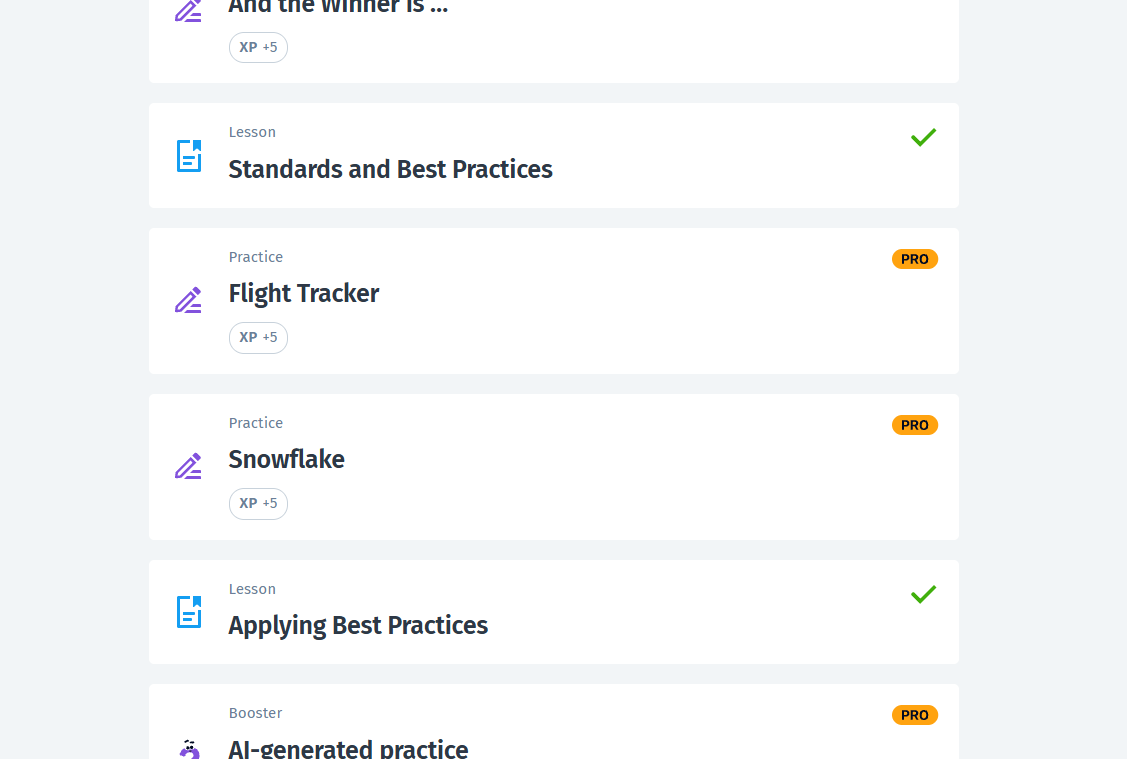 And the Winner is ...
XP +5
Lesson
Standards and Best Practices
Practice
PRO
Flight Tracker
XP +5
Practice
PRO
Snowflake
XP +5
Lesson
Applying Best Practices
Booster
PRO
AI-generated practice